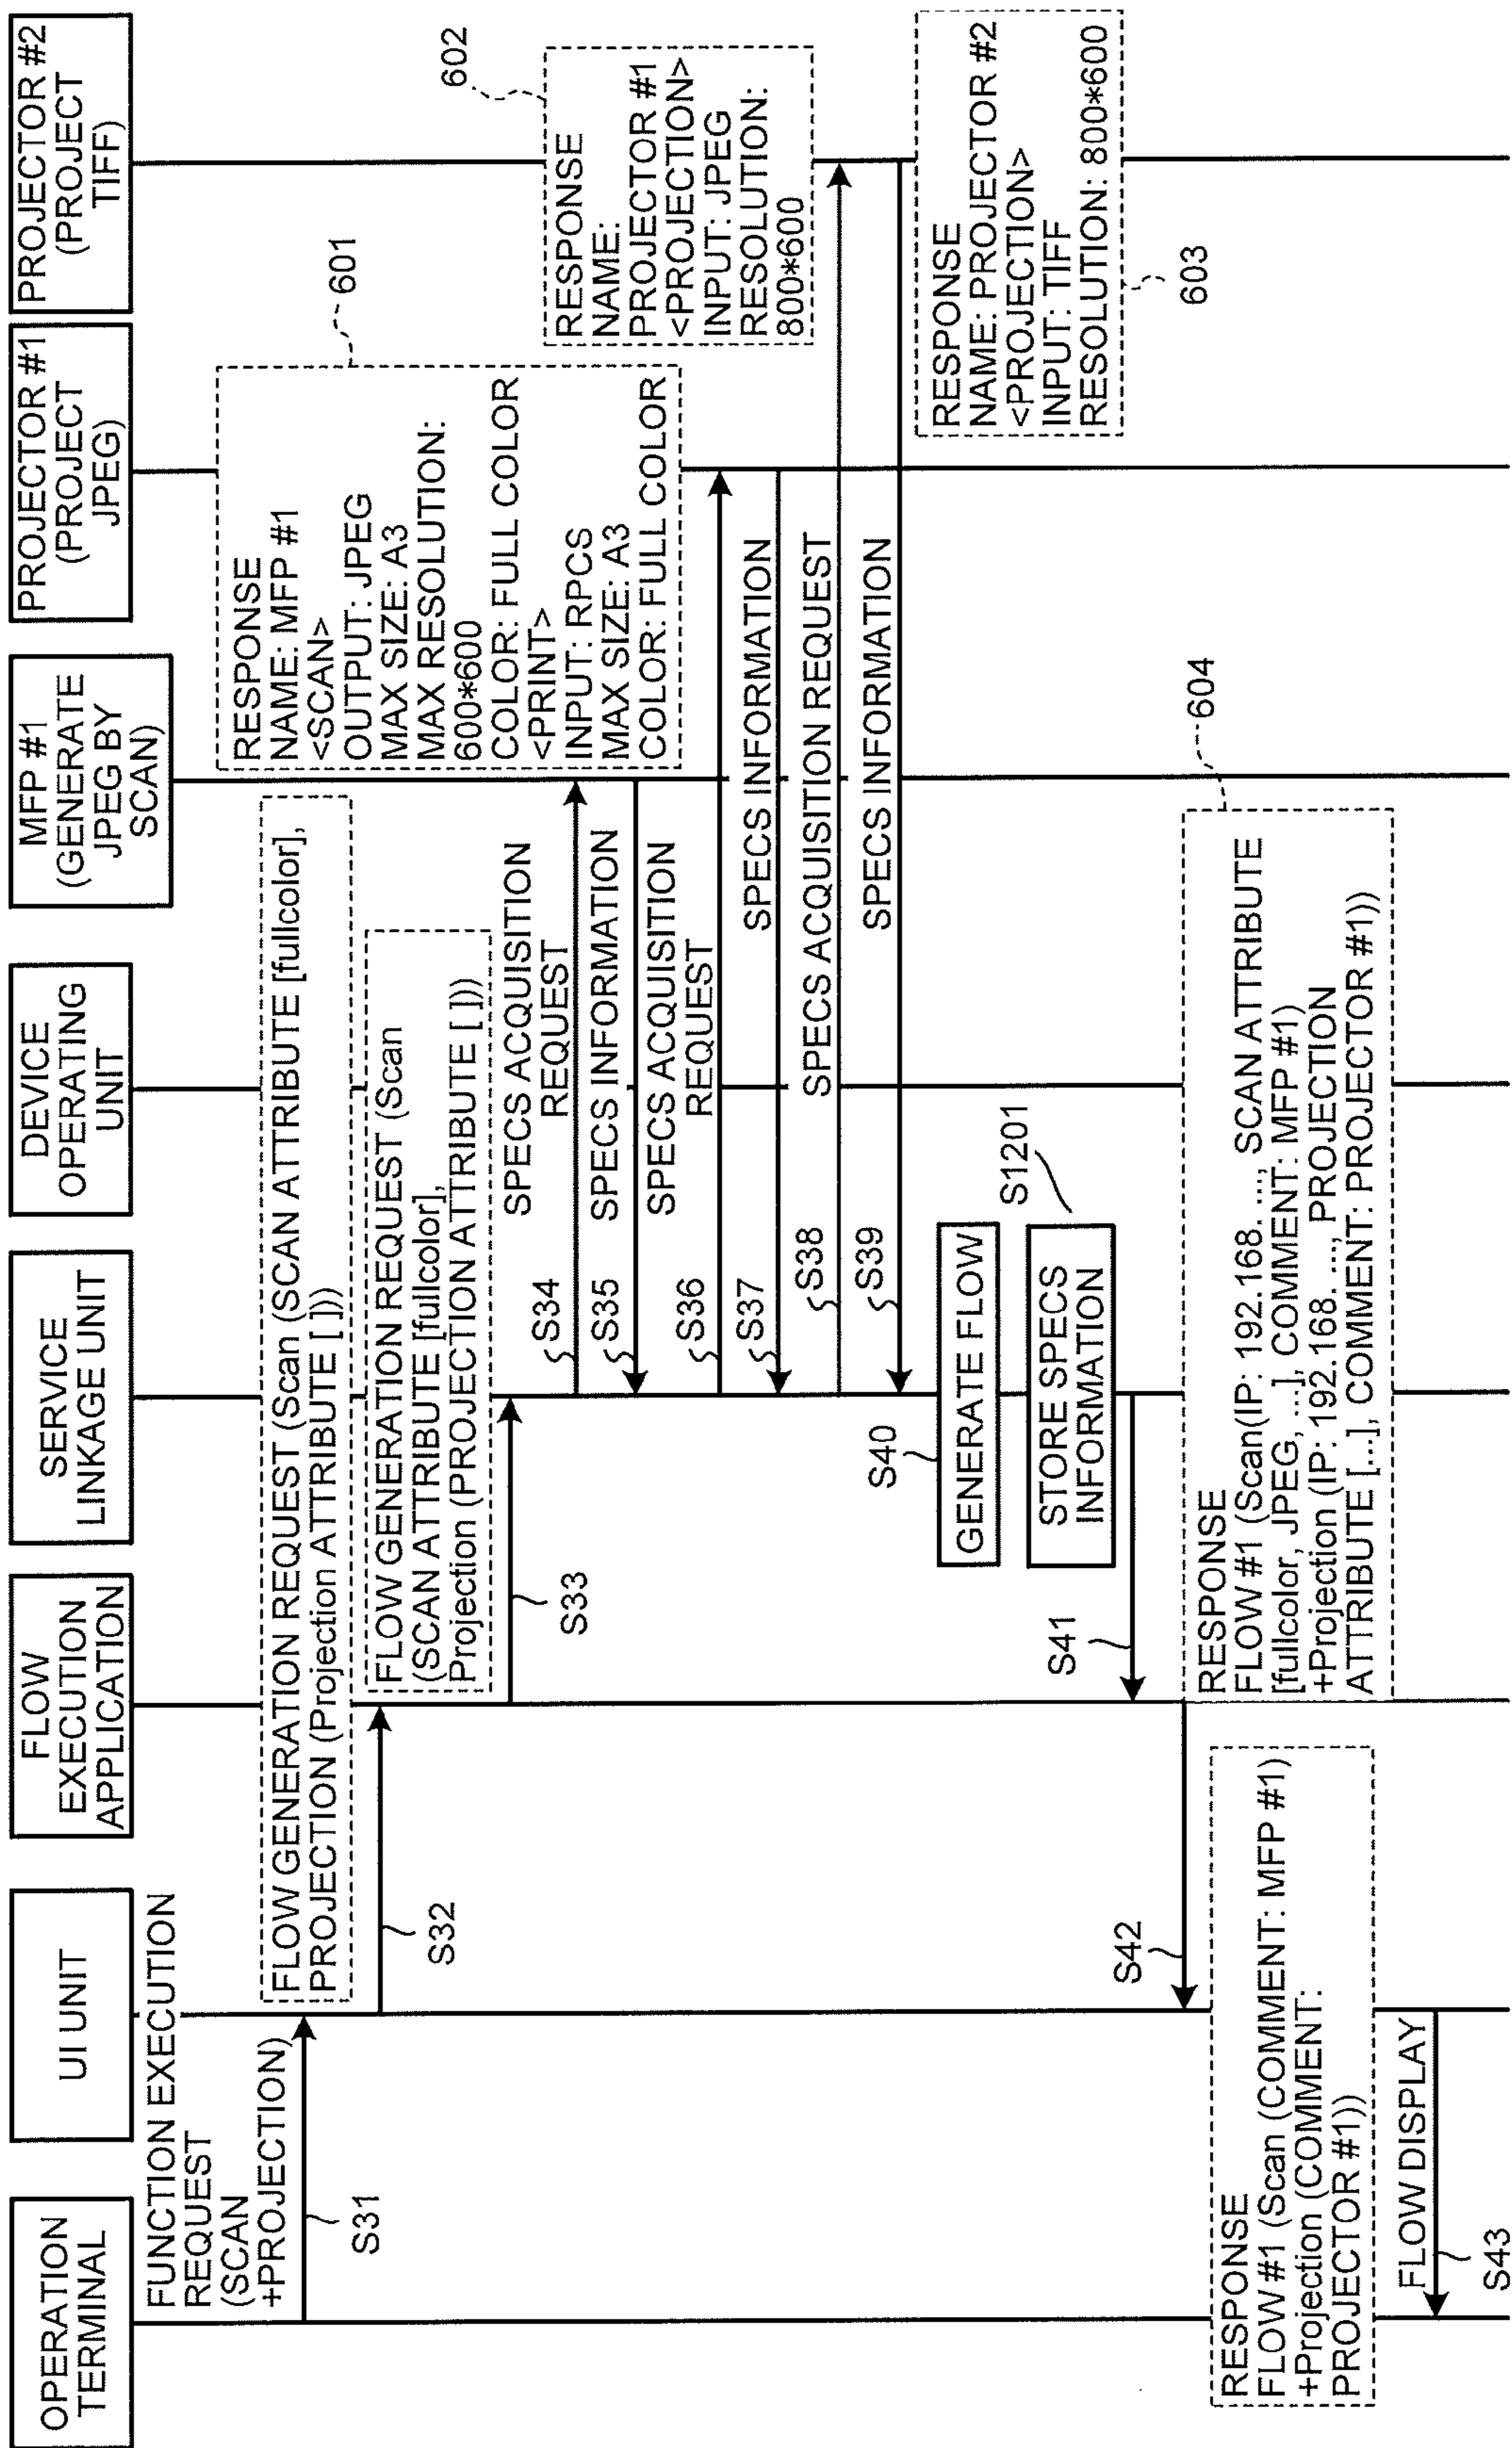 OPERATION
TERMINAL
UI UNIT
FLOW
EXECUTION
APPLICATION
SERVICE
LINKAGE UNIT
DEVICE
OPERATING
UNIT
MFP #1
(GENERATE
JPEG BY
SCAN)
PROJECTOR #1
(PROJECT
JPEG)
PROJECTOR #2
(PROJECT
TIFF)
FUNCTION EXECUTION
REQUEST
(SCAN
+PROJECTION)
S31
FLOW GENERATION REQUEST (Scan (SCAN ATTRIBUTE [fullcolor],
PROJECTION (Projection ATTRIBUTE [ ]))
S32
FLOW GENERATION REQUEST (Scan
(SCAN ATTRIBUTE [fullcolor],
Projection (PROJECTION ATTRIBUTE [ ]))
S33
601
RESPONSE
NAME: MFP #1
<SCAN>
OUTPUT: JPEG
MAX SIZE: A3
MAX RESOLUTION:
600*600
COLOR: FULL COLOR
<PRINT>
INPUT: RPCS
MAX SIZE: A3
COLOR: FULL COLOR
SPECS ACQUISITION
REQUEST
S34
SPECS INFORMATION
S35
SPECS ACQUISITION
REQUEST
S36
602
RESPONSE
NAME:
PROJECTOR #1
<PROJECTION>
INPUT: JPEG
RESOLUTION:
800*600
SPECS INFORMATION
S37
SPECS ACQUISITION REQUEST
S38
SPECS INFORMATION
S39
RESPONSE
NAME: PROJECTOR #2
<PROJECTION>
INPUT: TIFF
RESOLUTION: 800*600
603
S40
GENERATE FLOW
S1201
STORE SPECS
INFORMATION
S41
604
RESPONSE
FLOW #1 (Scan(IP: 192.168. ..., SCAN ATTRIBUTE
[fullcolor, JPEG, ...], COMMENT: MFP #1)
+Projection (IP: 192.168. ..., PROJECTION
ATTRIBUTE [...], COMMENT: PROJECTOR #1))
S42
RESPONSE
FLOW #1 (Scan (COMMENT: MFP #1)
+Projection (COMMENT:
PROJECTOR #1))
FLOW DISPLAY
S43